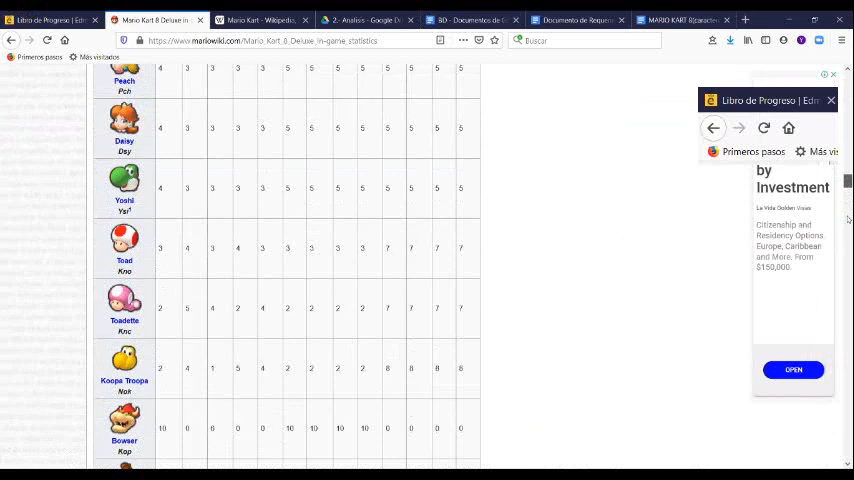 Libro de Progreso | Edm
Mario Kart 8 Deluxe in-g
Mario Kart - Wikipedia,
2.- Analisis - Google Dri
BD - Documentos de G
Documento de Requerim
MARIO KART 8(caracter
https://www.mariowiki.com/Mario_Kart_8_Deluxe_in-game_statistics
Buscar
Primeros pasos
Más visitados
Peach 4 3 3 3 3 5 5 5 5 5 5 5 5
Pch
Daisy 4 3 3 3 3 5 5 5 5 5 5 5 5
Dsy
Yoshi 4 3 3 3 3 5 5 5 5 5 5 5 5
Ysi1
Toad 3 4 3 4 3 3 3 3 3 7 7 7 7
Kno
Toadette 2 5 4 2 4 2 2 2 2 7 7 7 7
Knc
Koopa Troopa 2 4 1 5 4 2 2 2 2 8 8 8 8
Nok
Bowser 10 0 6 0 0 10 10 10 10 0 0 0 0
Kop
Libro de Progreso | Edm
Primeros pasos
Más vis
by
Investment
La Vida Golden Visas
Citizenship and
Residency Options.
Europe, Caribbean
and More. From
$150,000.
OPEN